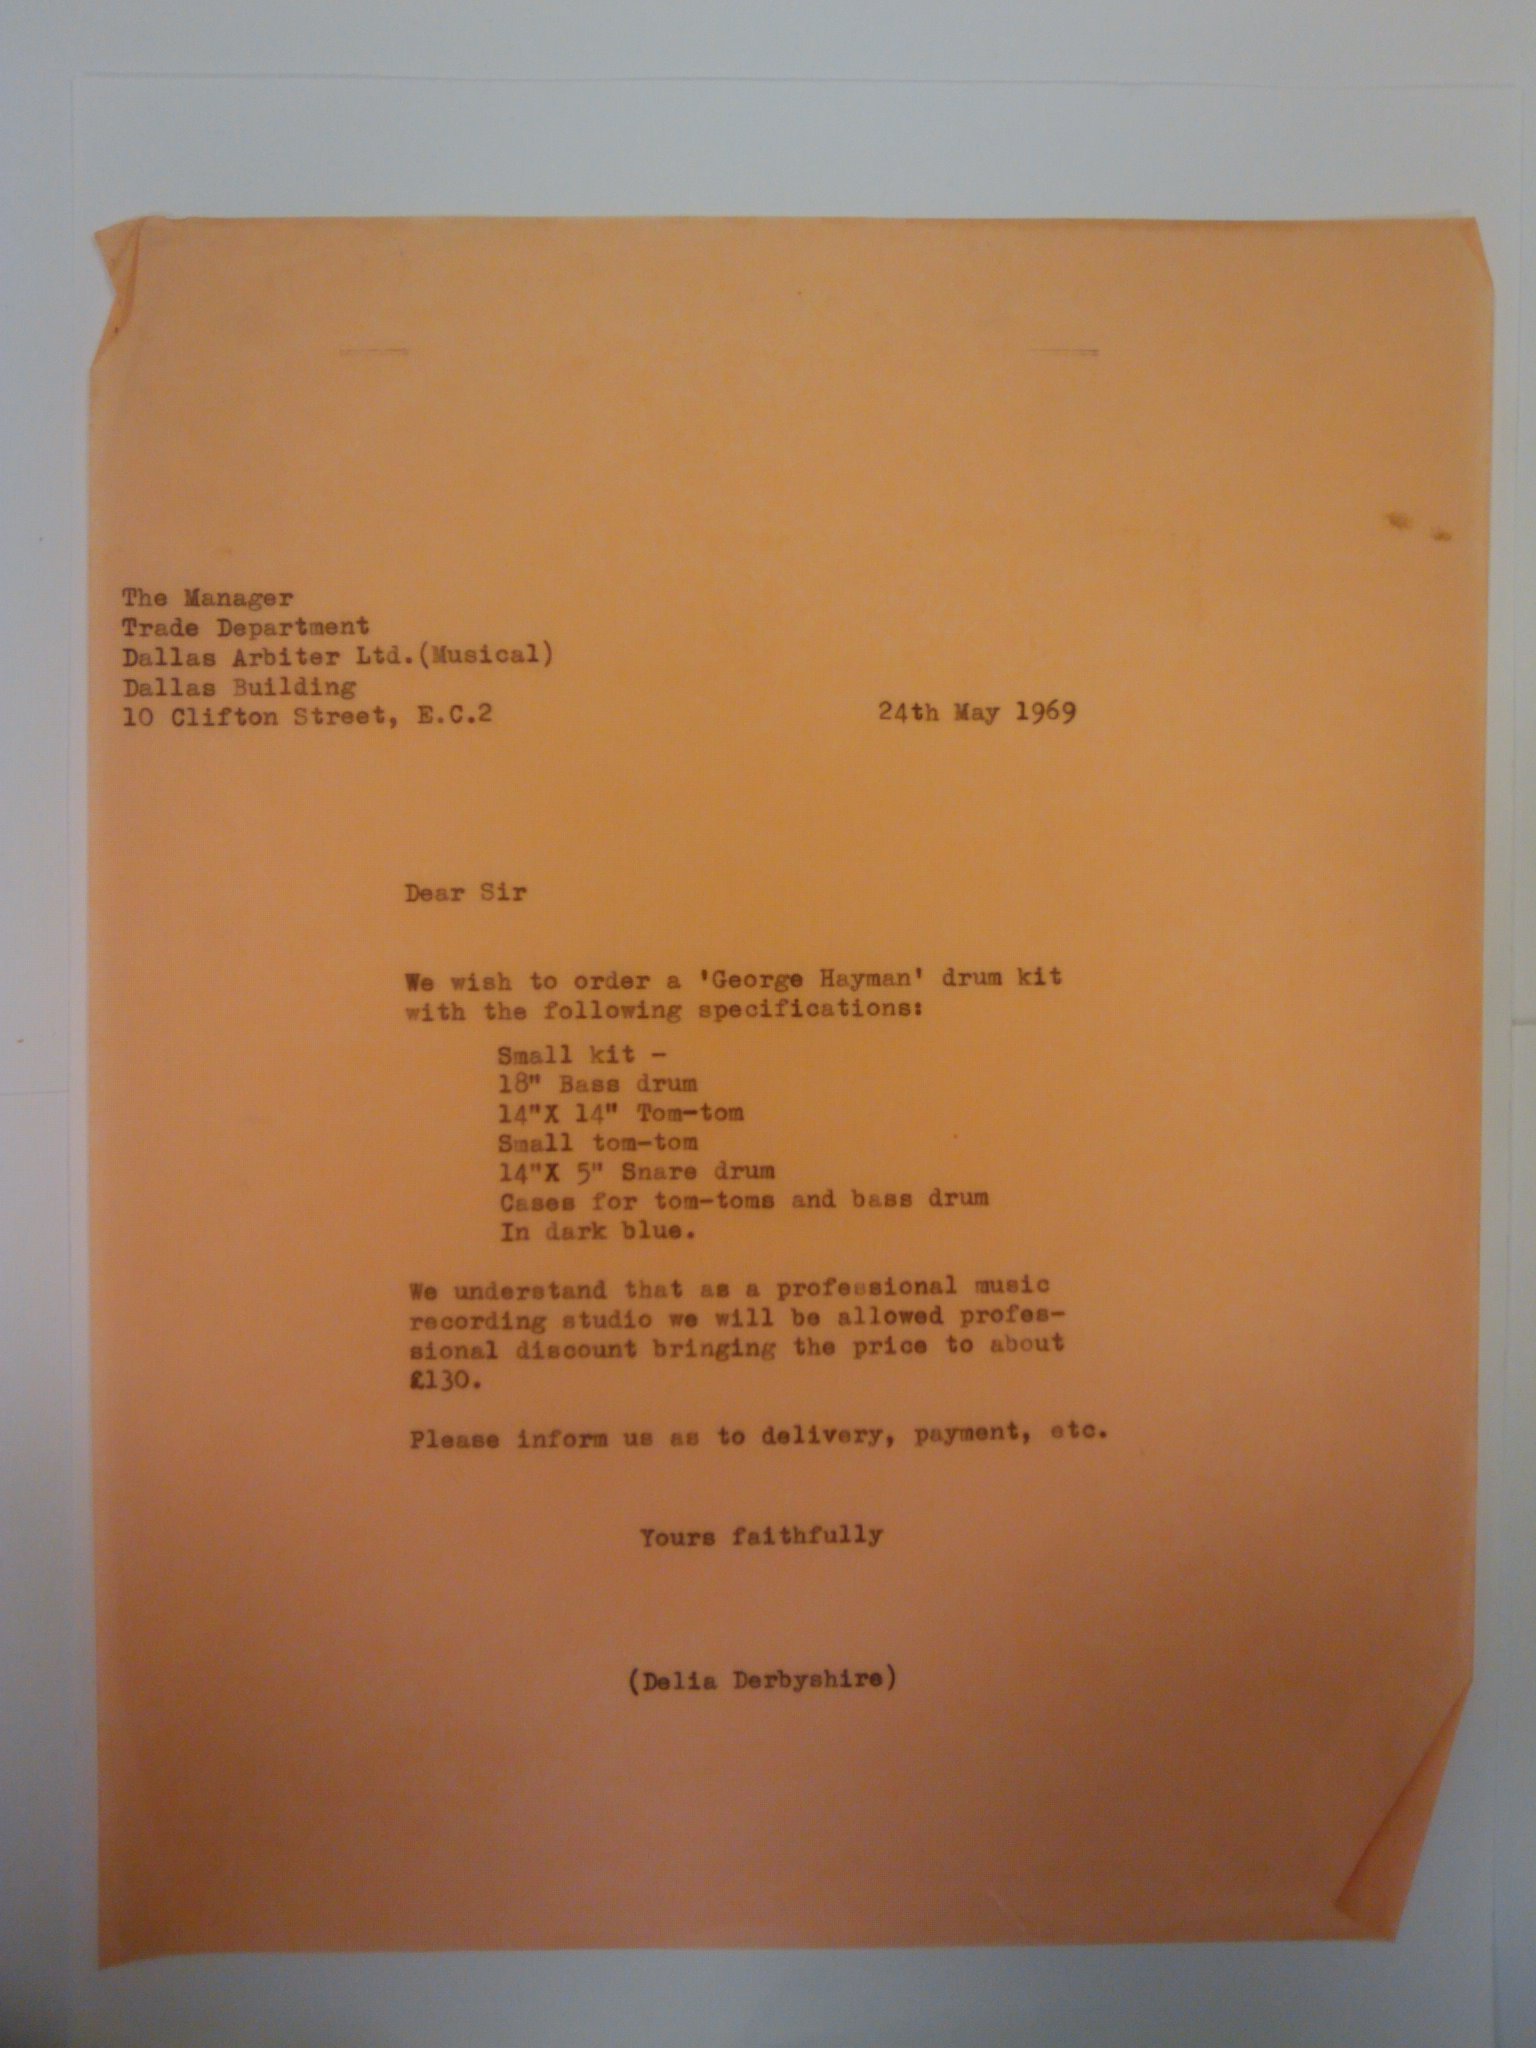 The Manager
Trade Department
Dallas Arbiter Ltd.(Musical)
Dallas Building
10 Clifton Street, E.C.2
24th May 1969
Dear Sir
We wish to order a 'George Hayman' drum kit
with the following specifications:
Small kit -
18" Bass drum
14"X 14" Tom-tom
Small tom-tom
14"X 5" Snare drum
Cases for tom-toms and bass drum
In dark blue.
We understand that as a professional music
recording studio we will be allowed profes-
sional discount bringing the price to about
£130.
Please inform us as to delivery, payment, etc.
Yours faithfully
(Delia Derbyshire)